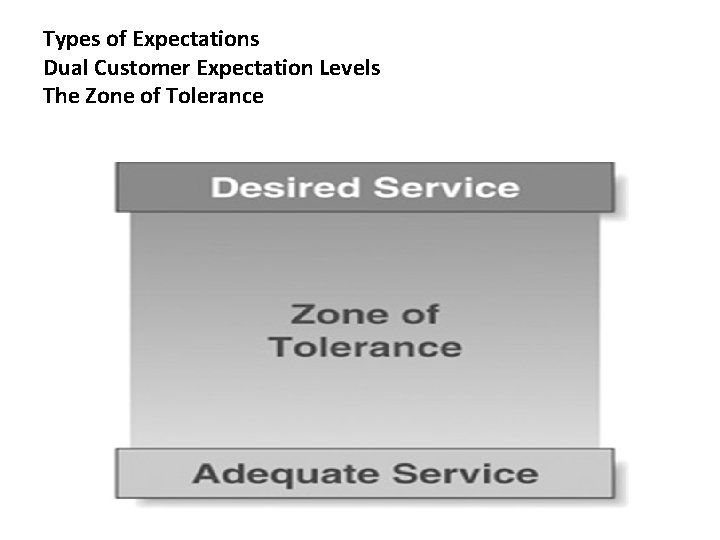 Types of Expectations
Dual Customer Expectation Levels
The Zone of Tolerance
Desired Service
Zone of
Tolerance
Adequate Service